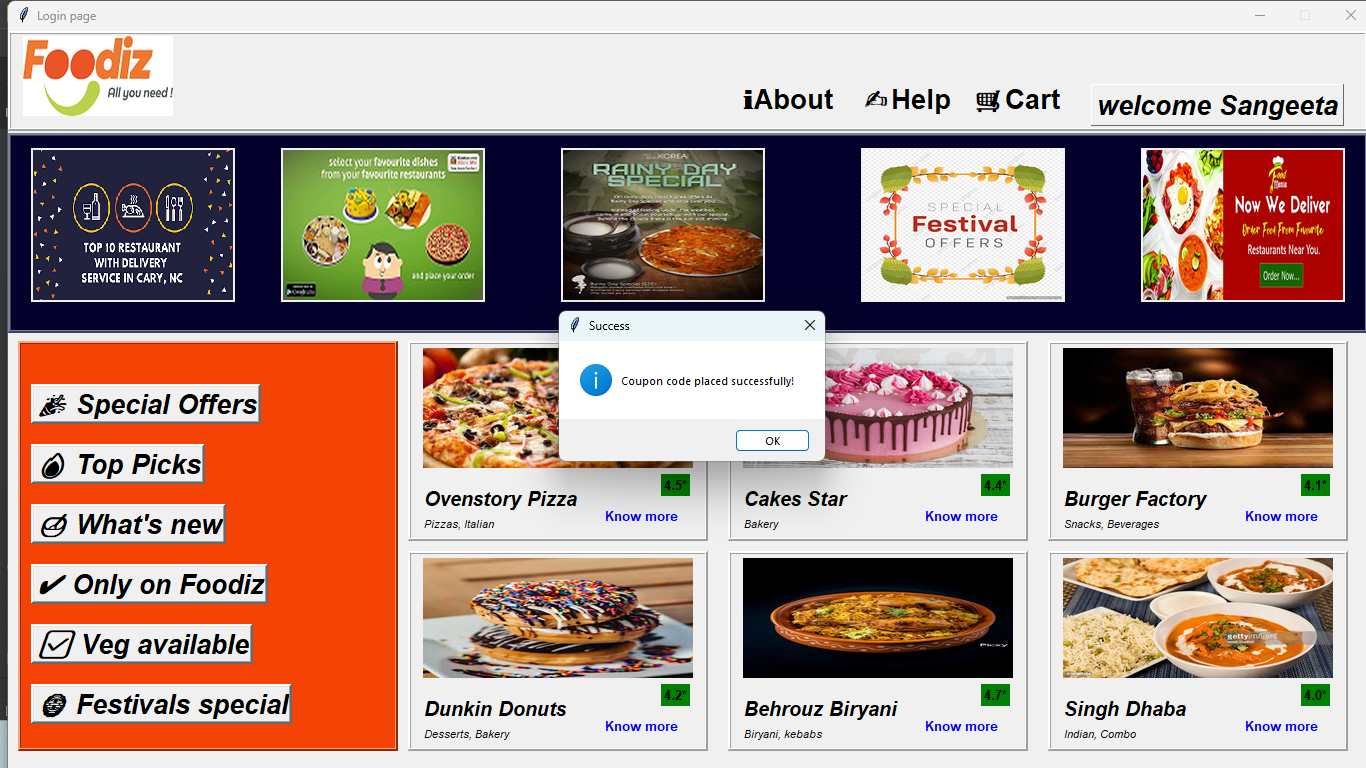 Login page
Foodiz
All you need !
About
Help
Cart
welcome Sangeeta
TOP 10 RESTAURANT
WITH DELIVERY
SERVICE IN CARY, NC
select your favourite dishes
from your favourite restaurants
and place your order
KOREA
RAINY DAY
SPECIAL
SPECIAL
Festival
OFFERS
Food
Now We Deliver
Order Food From Favourite
Restaurants Near You.
Order Now...
Success
Coupon code placed successfully!
OK
Special Offers
Top Picks
What's new
Only on Foodiz
Veg available
Festivals special
4.5*
Ovenstory Pizza
Know more
Pizzas, Italian
4.4*
Cakes Star
Know more
Bakery
4.1*
Burger Factory
Know more
Snacks, Beverages
4.2*
Dunkin Donuts
Know more
Desserts, Bakery
Picxy
4.7*
Behrouz Biryani
Know more
Biryani, kebabs
gettyimages
4.0*
Singh Dhaba
Know more
Indian, Combo